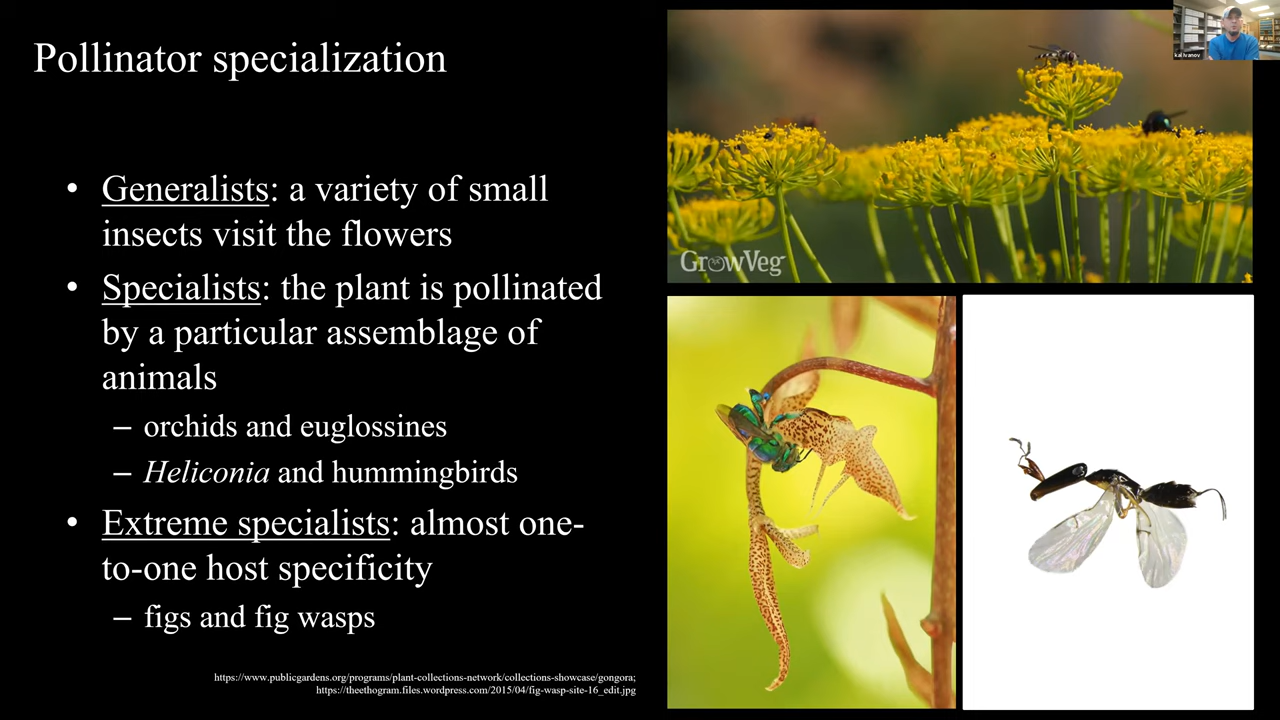 Pollinator specialization
• Generalists: a variety of small
insects visit the flowers
• Specialists: the plant is pollinated
by a particular assemblage of
animals
– orchids and euglossines
– Heliconia and hummingbirds
• Extreme specialists: almost one-
to-one host specificity
– figs and fig wasps
https://www.publicgardens.org/programs/plant-collections-network/collections-showcase/gongora;
https://theethogram.files.wordpress.com/2015/04/fig-wasp-site-16_edit.jpg
GrowVeg
kal ivanov